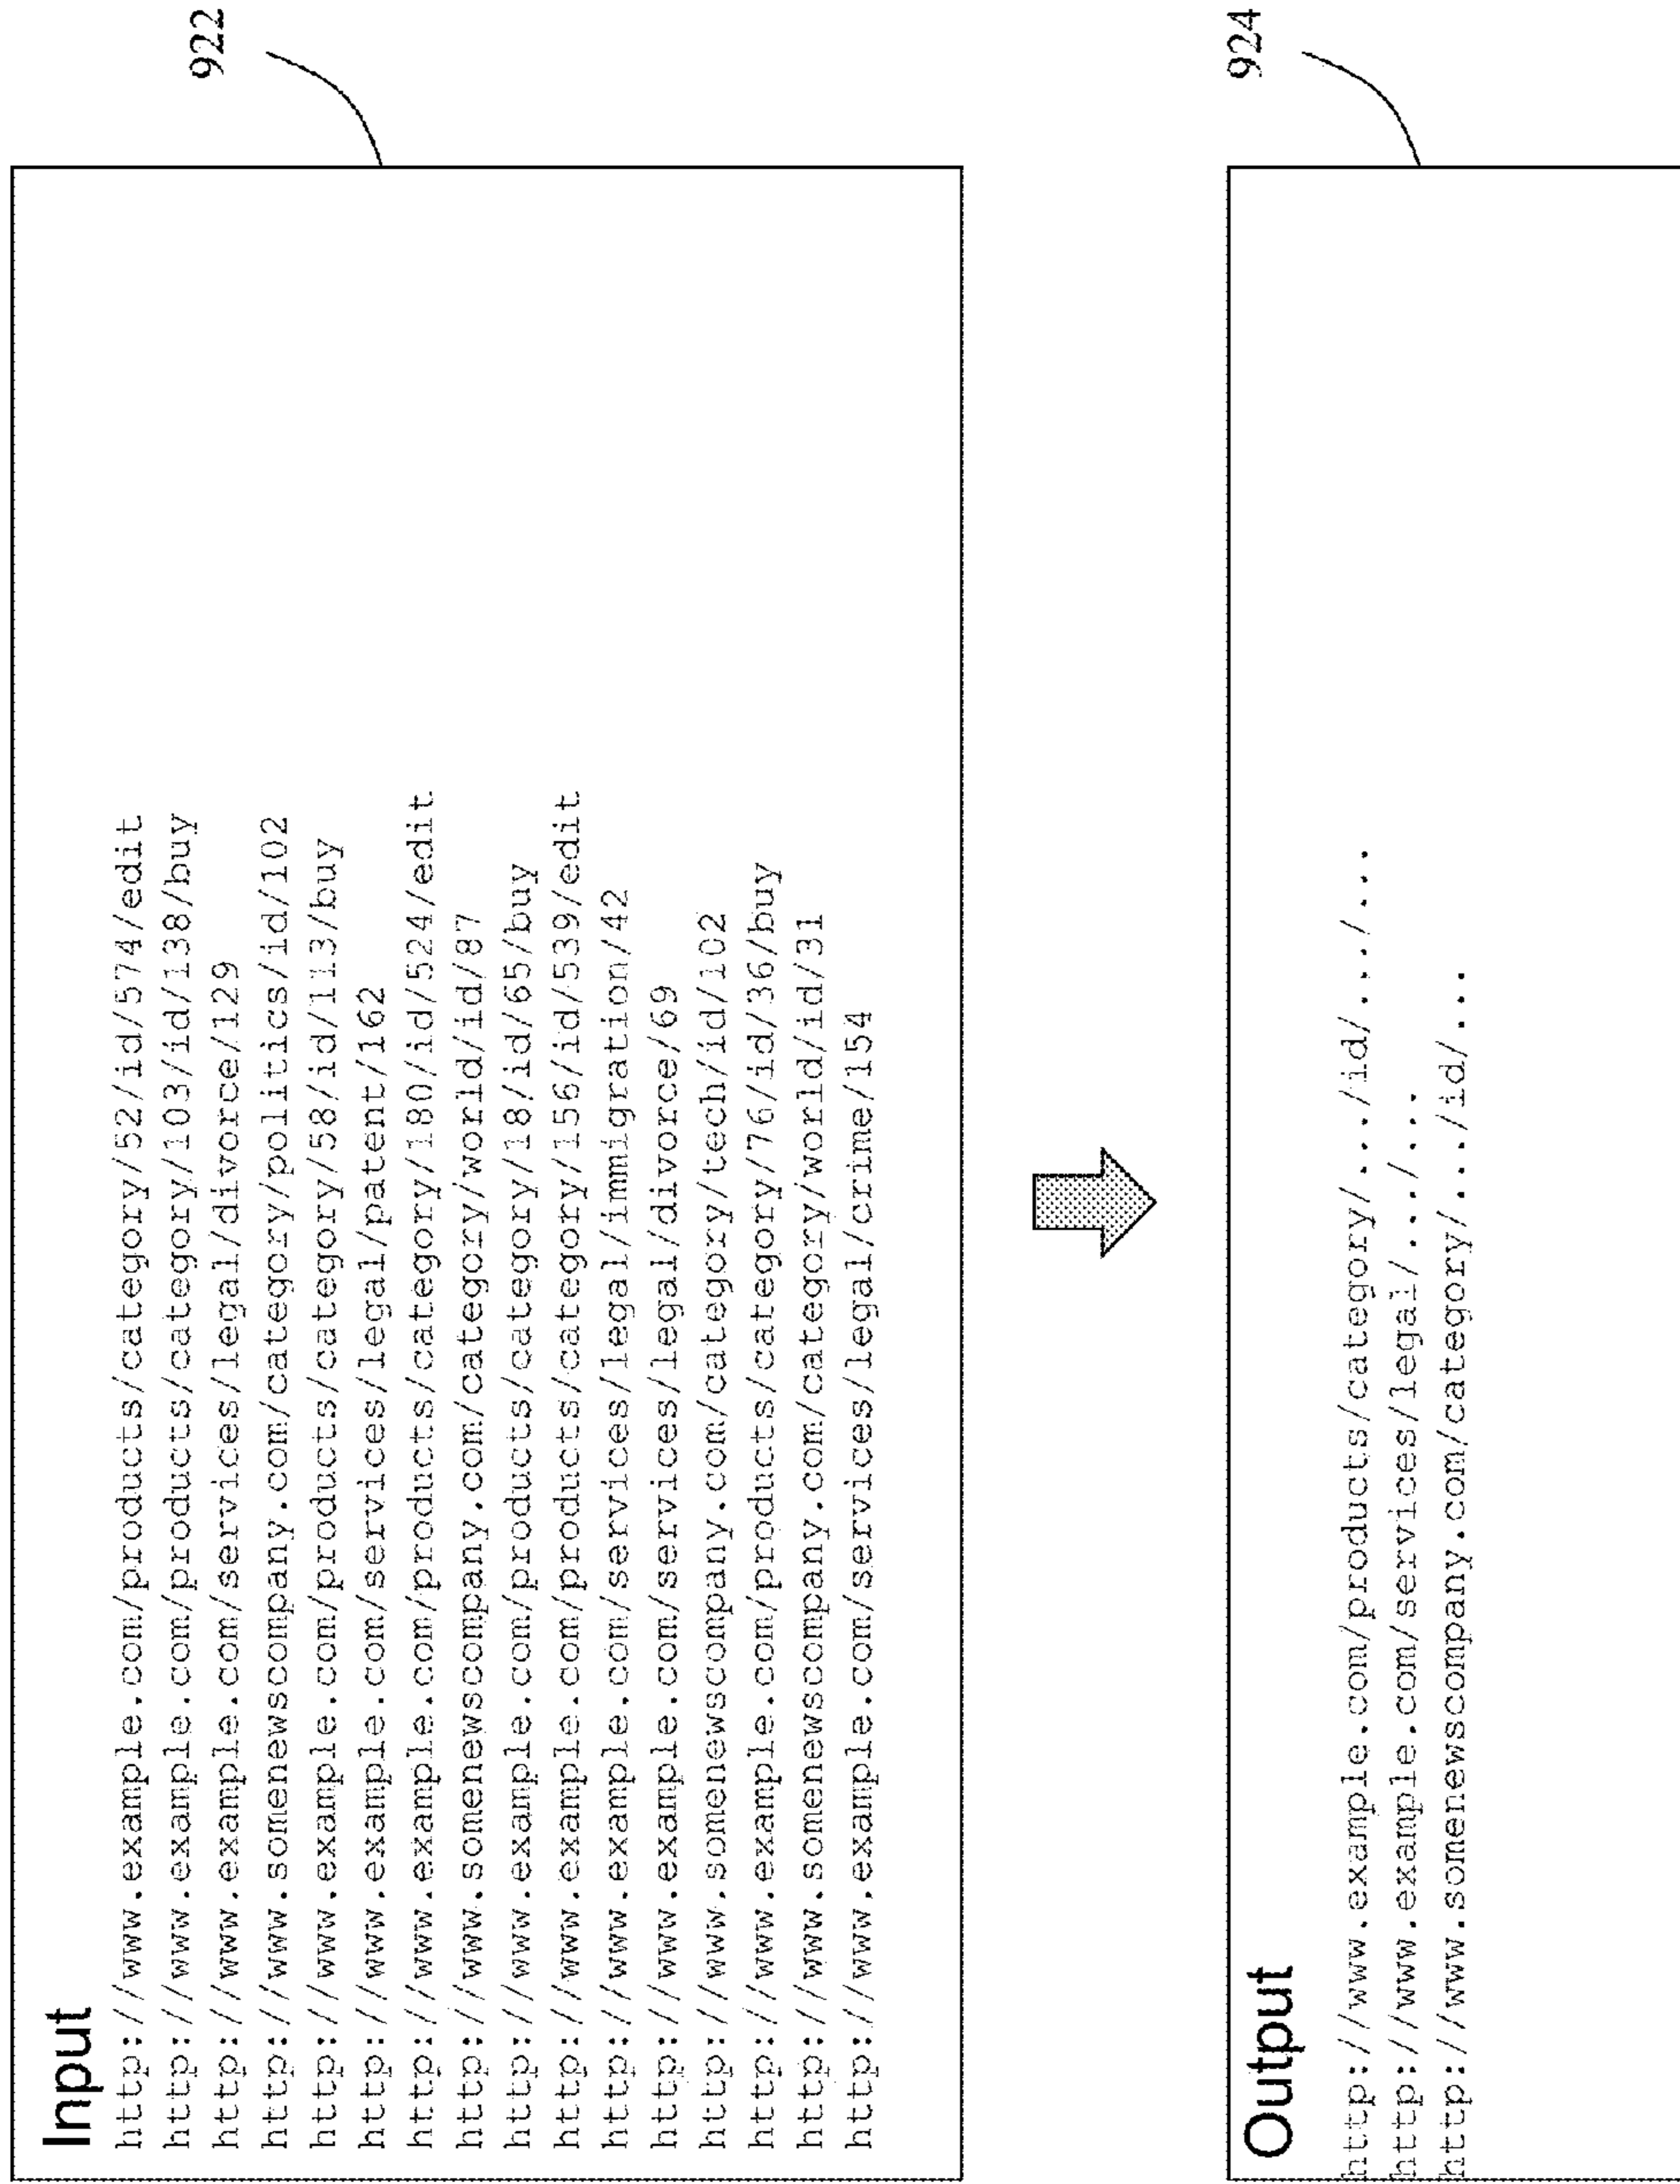 922
Input
http://www.example.com/products/category/52/id/574/edit
http://www.example.com/products/category/103/id/138/buy
http://www.example.com/services/legal/divorce/129
http://www.somenewscompany.com/category/politics/id/102
http://www.example.com/products/category/58/id/113/buy
http://www.example.com/services/legal/patent/162
http://www.example.com/products/category/180/id/524/edit
http://www.somenewscompany.com/category/world/id/87
http://www.example.com/products/category/18/id/65/buy
http://www.example.com/products/category/156/id/539/edit
http://www.example.com/services/legal/immigration/42
http://www.example.com/services/legal/divorce/69
http://www.somenewscompany.com/category/tech/id/102
http://www.example.com/products/category/76/id/36/buy
http://www.somenewscompany.com/category/world/id/31
http://www.example.com/services/legal/crime/154
924
Output
http://www.example.com/products/category/.../id/.../...
http://www.example.com/services/legal/.../...
http://www.somenewscompany.com/category/.../id/...